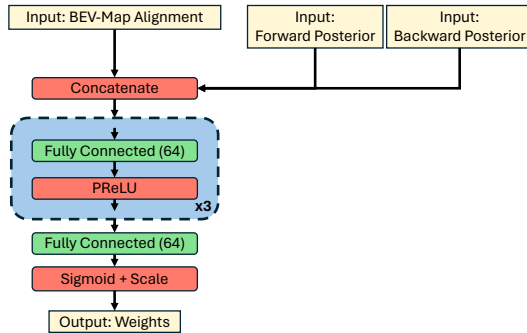 Input: BEV-Map Alignment
Input:
Forward Posterior
Input:
Backward Posterior
Concatenate
Fully Connected (64)
PReLU
x3
Fully Connected (64)
Sigmoid + Scale
Output: Weights